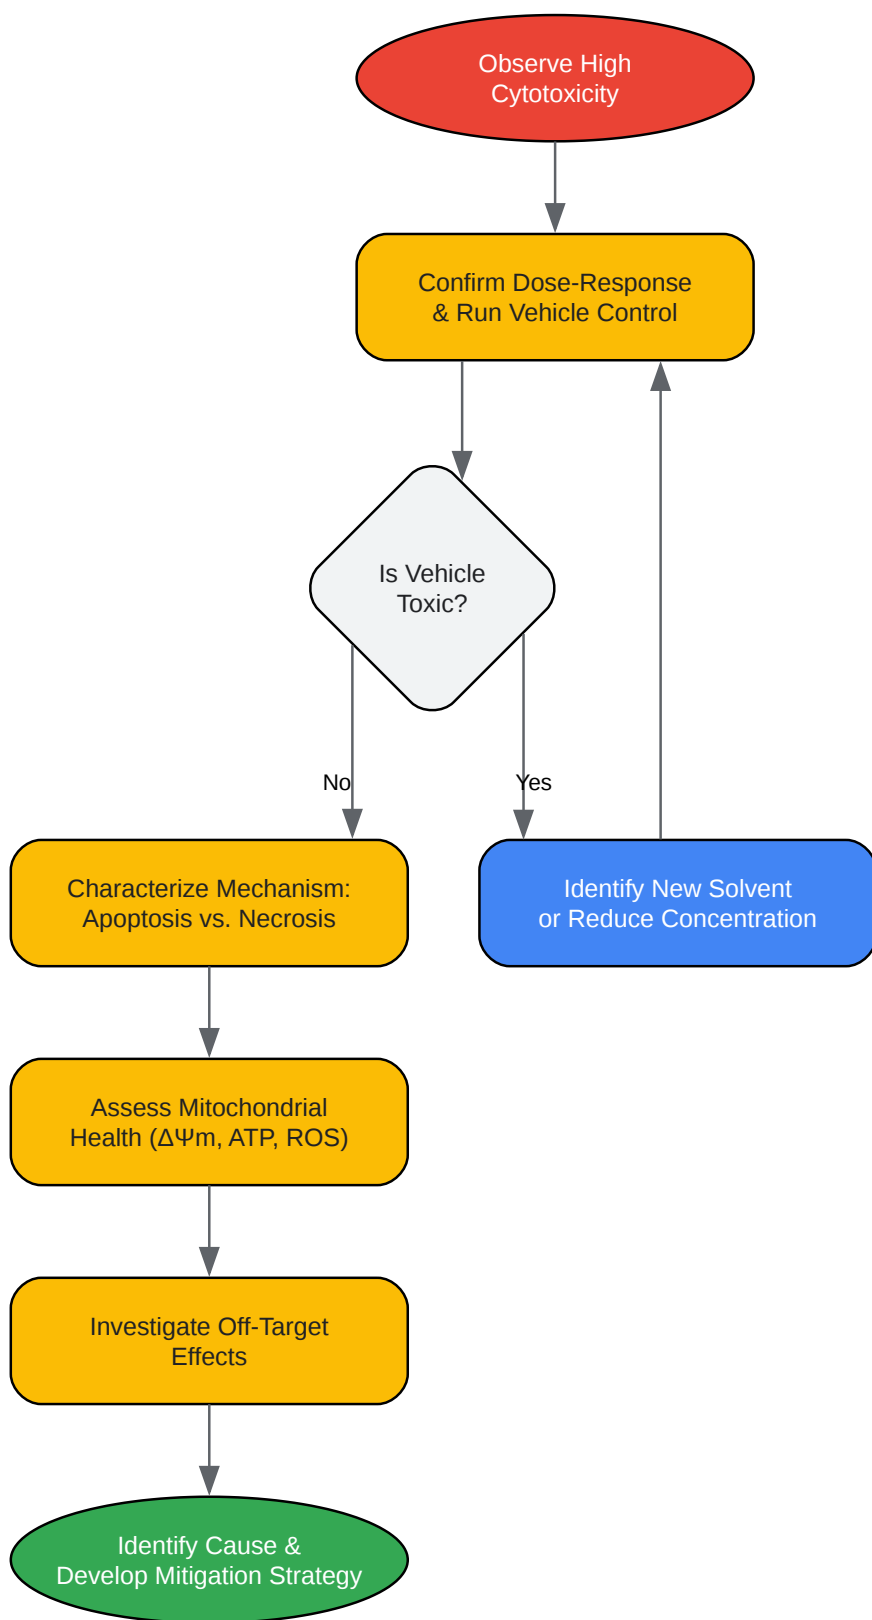 Observe High
Cytotoxicity
Confirm Dose-Response
& Run Vehicle Control
Is Vehicle
Toxic?
No
Yes
Characterize Mechanism:
Apoptosis vs. Necrosis
Identify New Solvent
or Reduce Concentration
Assess Mitochondrial
Health (ΔΨm, ATP, ROS)
Investigate Off-Target
Effects
Identify Cause &
Develop Mitigation Strategy